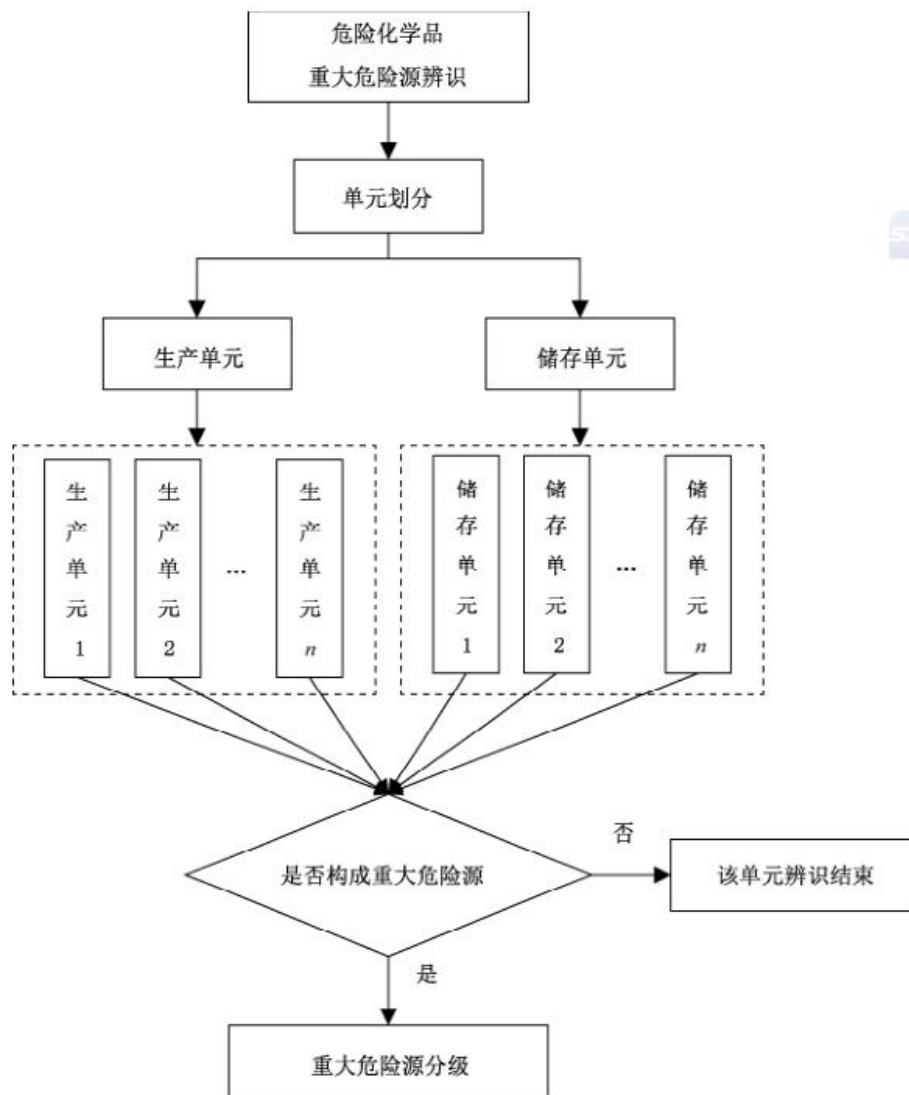 危险化学品
重大危险源辨识
单元划分
生产单元
储存单元
生产单元1
生产单元2
...
生产单元n
储存单元1
储存单元2
...
储存单元n
是否构成重大危险源
否
该单元辨识结束
是
重大危险源分级